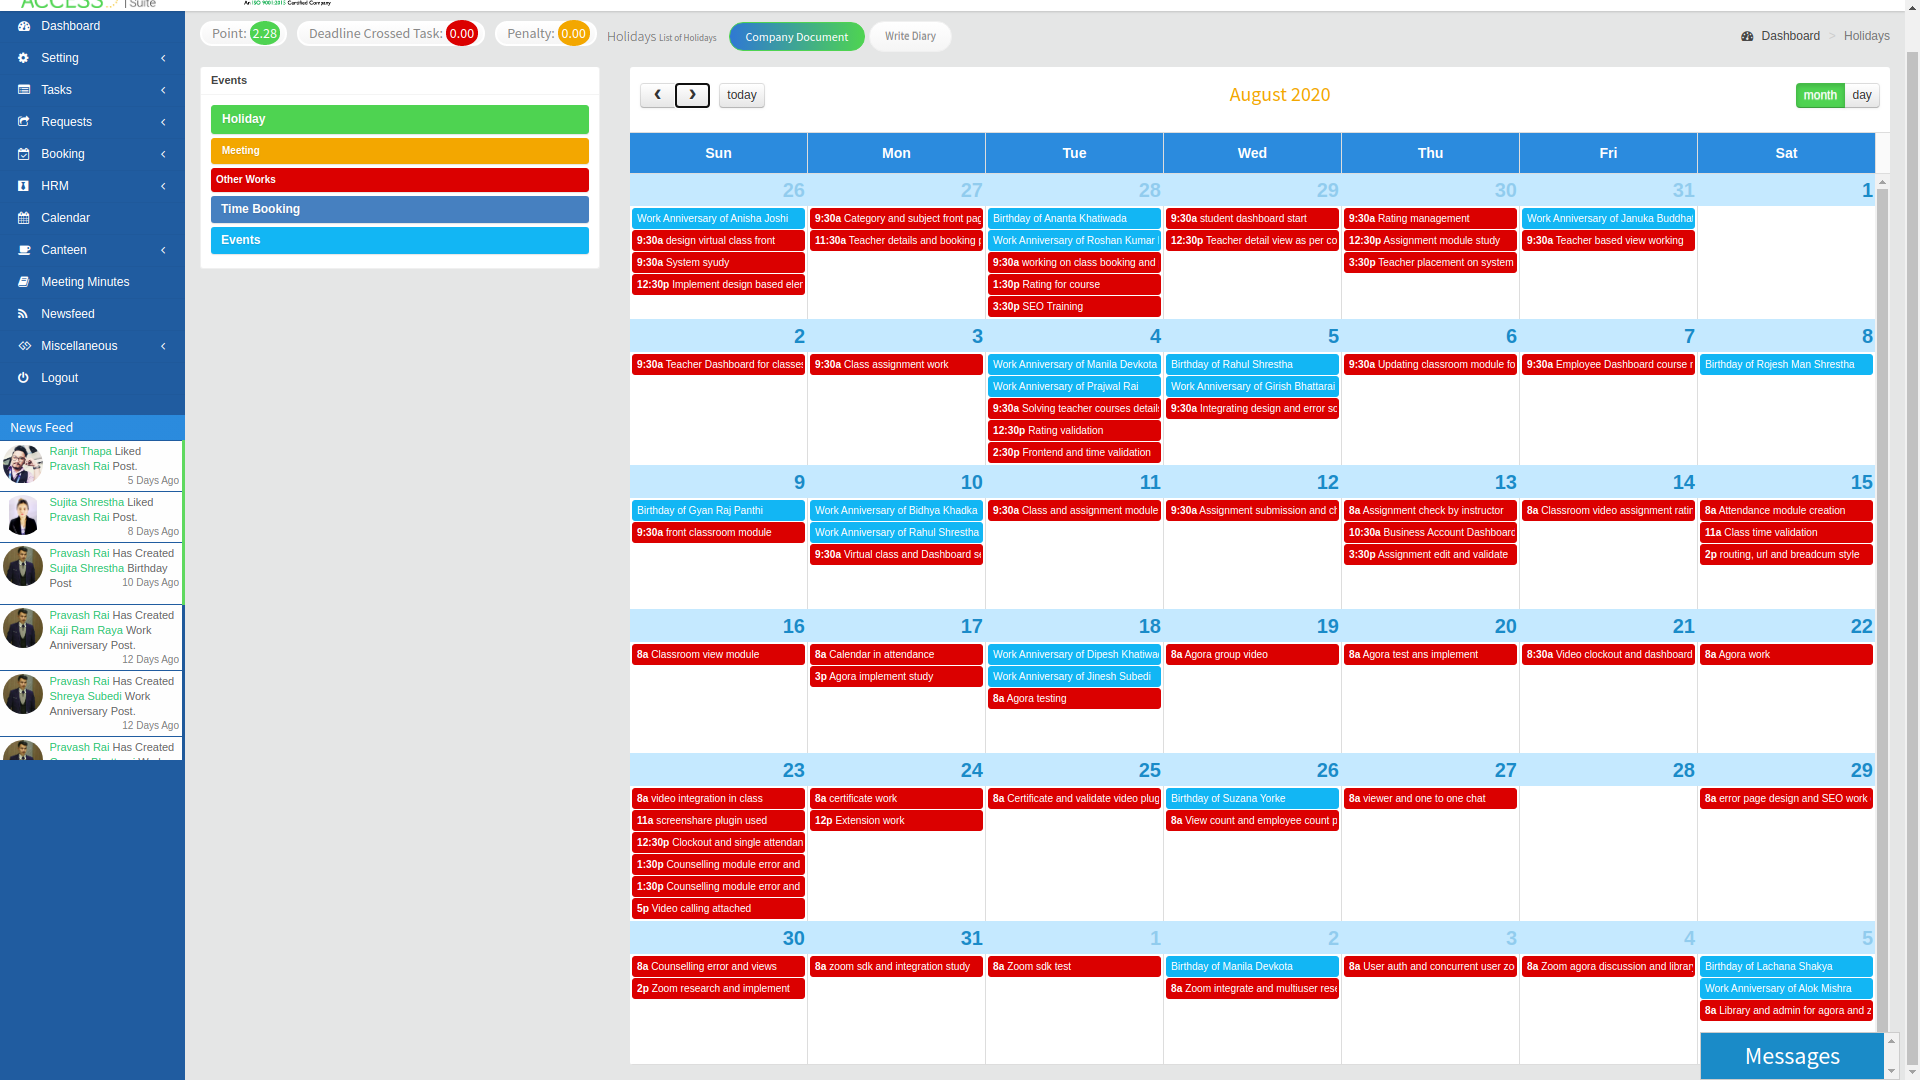 ACCESS | Suite
An ISO 9001:2015 Certified Company
Dashboard
Setting
Tasks
Requests
Booking
HRM
Calendar
Canteen
Meeting Minutes
Newsfeed
Miscellaneous
Logout
News Feed
Ranjit Thapa Liked
Pravash Rai Post.
5 Days Ago
Sujita Shrestha Liked
Pravash Rai Post.
8 Days Ago
Pravash Rai Has Created
Sujita Shrestha Birthday
Post 10 Days Ago
Pravash Rai Has Created
Kaji Ram Raya Work
Anniversary Post.
12 Days Ago
Pravash Rai Has Created
Shreya Subedi Work
Anniversary Post.
12 Days Ago
Pravash Rai Has Created
Point: 2.28 Deadline Crossed Task: 0.00 Penalty: 0.00 Holidays List of Holidays Company Document Write Diary
Dashboard > Holidays
Events
Holiday
Meeting
Other Works
Time Booking
Events
today
August 2020
month day
Sun Mon Tue Wed Thu Fri Sat
26
Work Anniversary of Anisha Joshi
9:30a design virtual class front
9:30a System syudy
12:30p Implement design based eler
27
9:30a Category and subject front pag
11:30a Teacher details and booking
28
Birthday of Ananta Khatiwada
Work Anniversary of Roshan Kumar
9:30a working on class booking and
1:30p Rating for course
3:30p SEO Training
29
9:30a student dashboard start
12:30p Teacher detail view as per co
30
9:30a Rating management
12:30p Assignment module study
3:30p Teacher placement on system
31
Work Anniversary of Januka Buddhat
9:30a Teacher based view working
1
2
9:30a Teacher Dashboard for classes
3
9:30a Class assignment work
4
Work Anniversary of Manila Devkota
Work Anniversary of Prajwal Rai
9:30a Solving teacher courses details
12:30p Rating validation
2:30p Frontend and time validation
5
Birthday of Rahul Shrestha
Work Anniversary of Girish Bhattarai
9:30a Integrating design and error sc
6
9:30a Updating classroom module fo
7
9:30a Employee Dashboard course r
8
Birthday of Rojesh Man Shrestha
9
Birthday of Gyan Raj Panthi
9:30a front classroom module
10
Work Anniversary of Bidhya Khadka
Work Anniversary of Rahul Shrestha
9:30a Virtual class and Dashboard se
11
9:30a Class and assignment module
12
9:30a Assignment submission and ch
13
8a Assignment check by instructor
10:30a Business Account Dashboard
3:30p Assignment edit and validate
14
8a Classroom video assignment ratin
15
8a Attendance module creation
11a Class time validation
2p routing, url and breadcum style
16
8a Classroom view module
17
8a Calendar in attendance
3p Agora implement study
18
Work Anniversary of Dipesh Khatiwad
Work Anniversary of Jinesh Subedi
8a Agora testing
19
8a Agora group video
20
8a Agora test ans implement
21
8:30a Video clockout and dashboard
22
8a Agora work
23
8a video integration in class
11a screenshare plugin used
12:30p Clockout and single attendan
1:30p Counselling module error and
1:30p Counselling module error and
5p Video calling attached
24
8a certificate work
12p Extension work
25
8a Certificate and validate video plug
26
Birthday of Suzana Yorke
8a View count and employee count p
27
8a viewer and one to one chat
28
29
8a error page design and SEO work
30
8a Counselling error and views
2p Zoom research and implement
31
8a zoom sdk and integration study
1
8a Zoom sdk test
2
Birthday of Manila Devkota
8a Zoom integrate and multiuser rese
3
8a User auth and concurrent user zo
4
8a Zoom agora discussion and library
5
Birthday of Lachana Shakya
Work Anniversary of Alok Mishra
8a Library and admin for agora and z
Messages